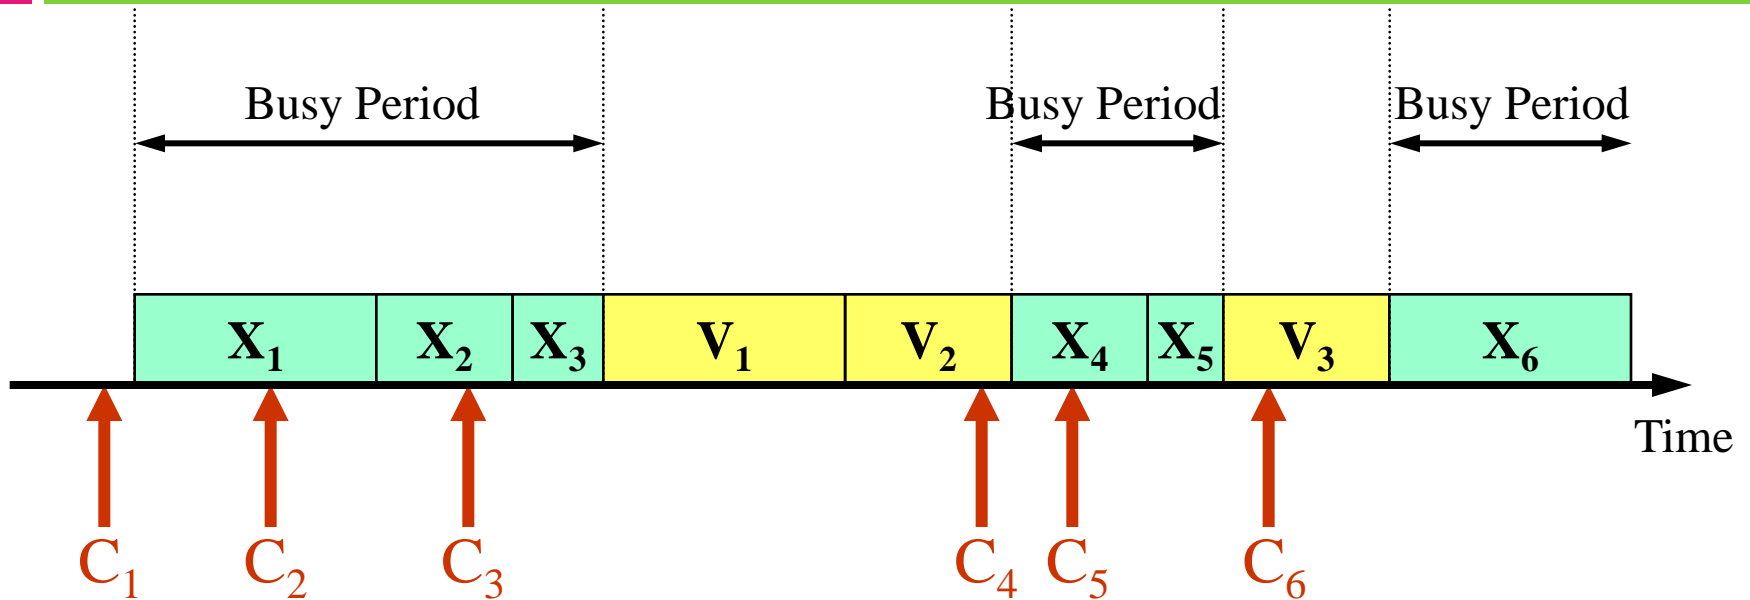 Busy Period Busy Period Busy Period
X₁ X₂ X₃ V₁ V₂ X₄ X₅ V₃ X₆
Time
C₁ C₂ C₃ C₄ C₅ C₆